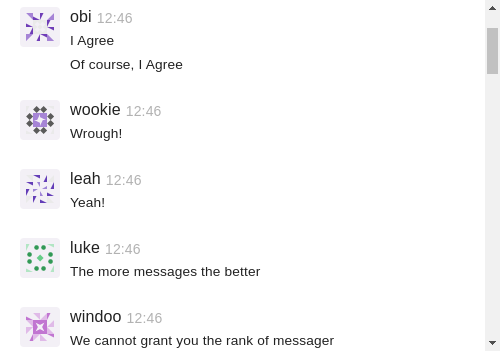 obi 12:46
I Agree
Of course, I Agree
wookie 12:46
Wrough!
leah 12:46
Yeah!
luke 12:46
The more messages the better
windoo 12:46
We cannot grant you the rank of messager